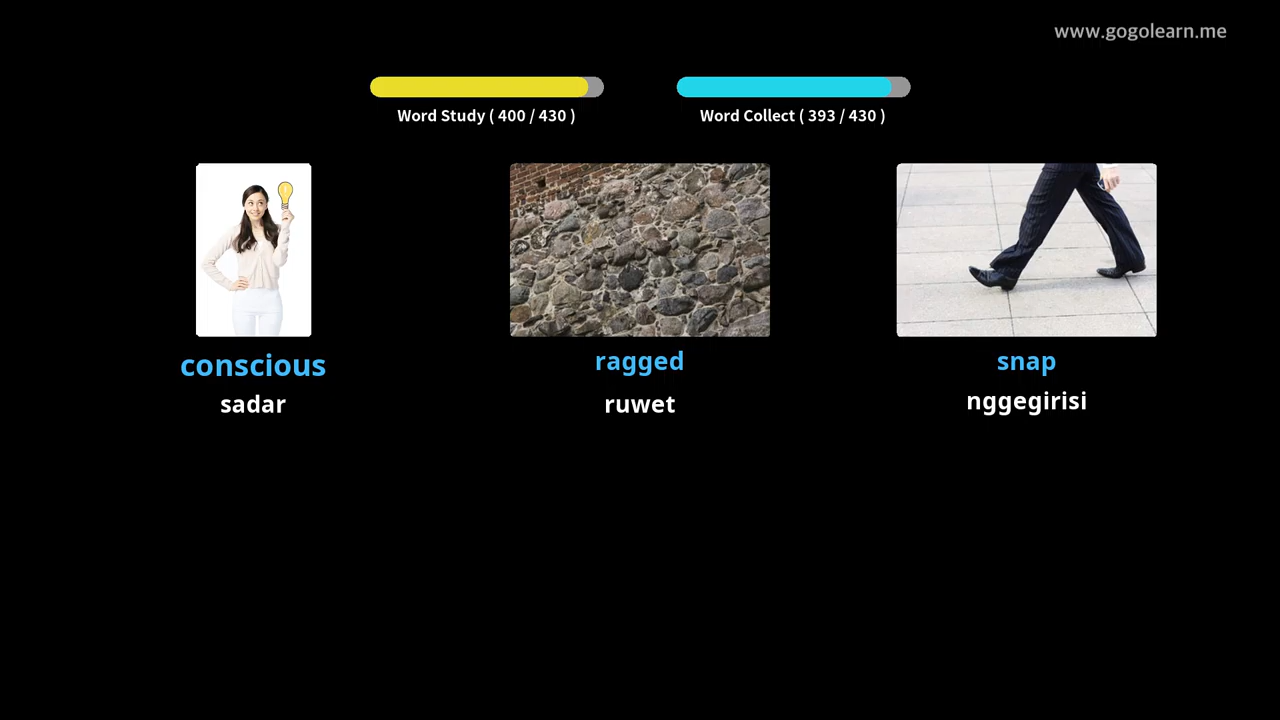 www.gogolearn.me
Word Study ( 400 / 430 )
Word Collect ( 393 / 430 )
conscious
sadar
ragged
ruwet
snap
nggegirisi